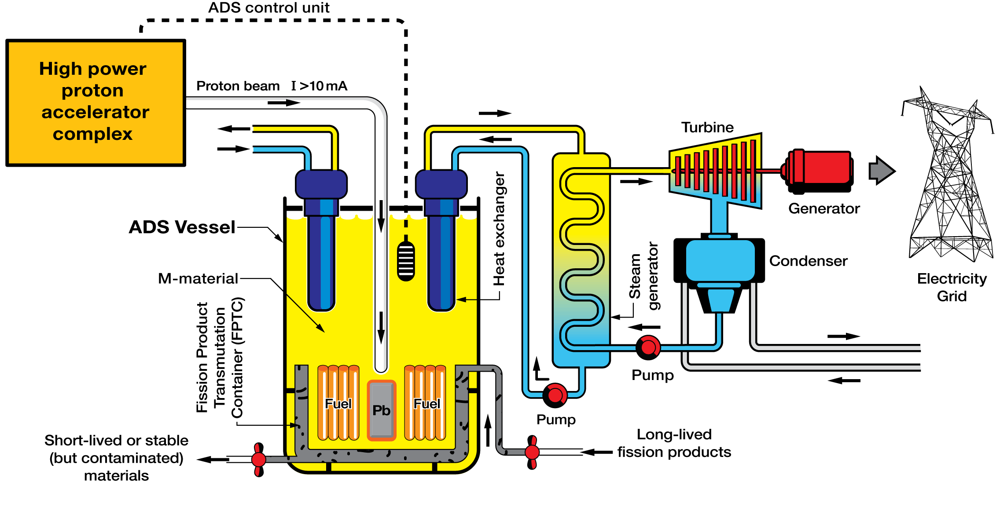 ADS control unit
High power
proton
accelerator
complex
Proton beam I >10 mA
Turbine
Generator
Heat exchanger
ADS Vessel
Condenser
Steam
generator
M-material
Electricity
Grid
Fission Product
Transmutation
Container (FPTC)
Pump
Fuel
Pb
Fuel
Pump
Short-lived or stable
(but contaminated)
materials
Long-lived
fission products